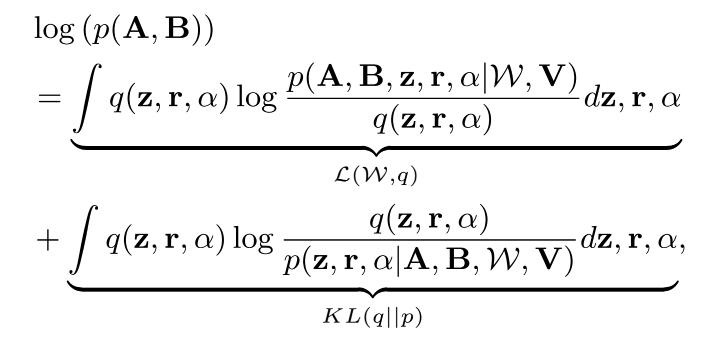 log (p(𝐀, 𝐁))
= ∫ q(𝐳, 𝐫, α) log p(𝐀, 𝐁, 𝐳, 𝐫, α|𝒲, 𝐕) / q(𝐳, 𝐫, α) d𝐳, 𝐫, α
ℒ(𝒲,q)
+ ∫ q(𝐳, 𝐫, α) log q(𝐳, 𝐫, α) / p(𝐳, 𝐫, α|𝐀, 𝐁, 𝒲, 𝐕) d𝐳, 𝐫, α,
KL(q||p)